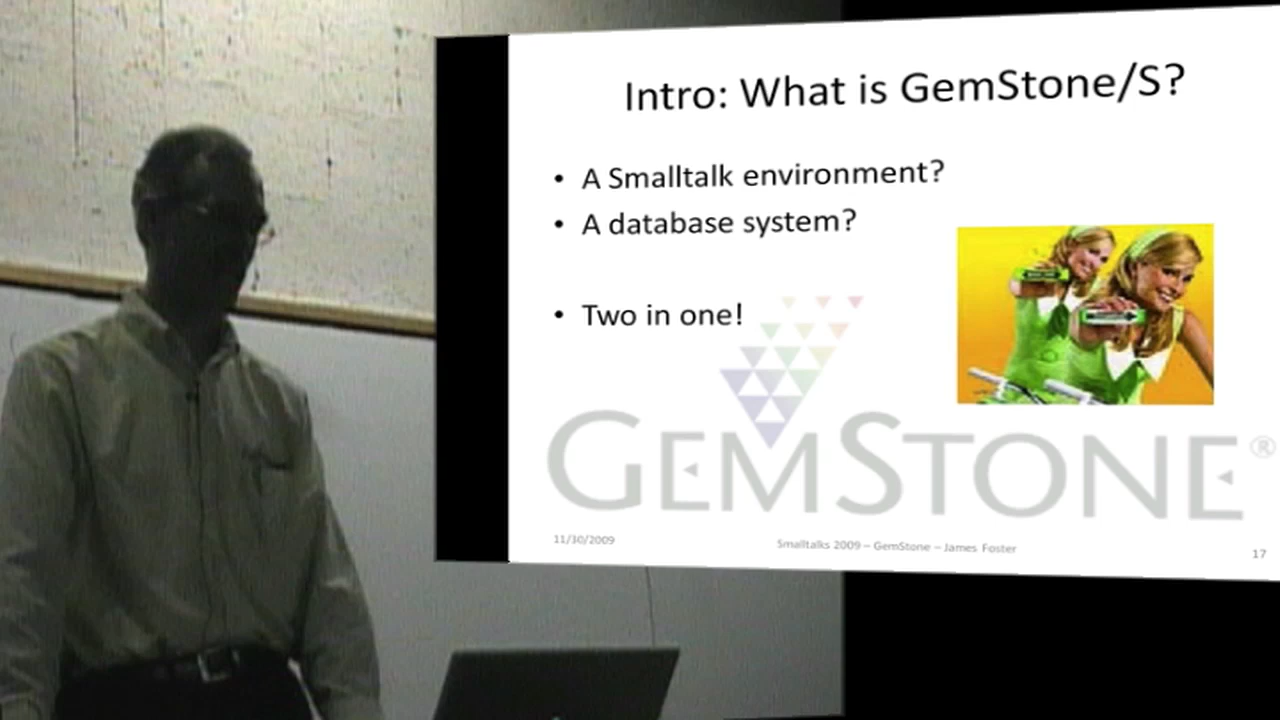 Intro: What is GemStone/S?
• A Smalltalk environment?
• A database system?
• Two in one!
GEMSTONE®
11/30/2009
Smalltalks 2009 – GemStone – James Foster
17